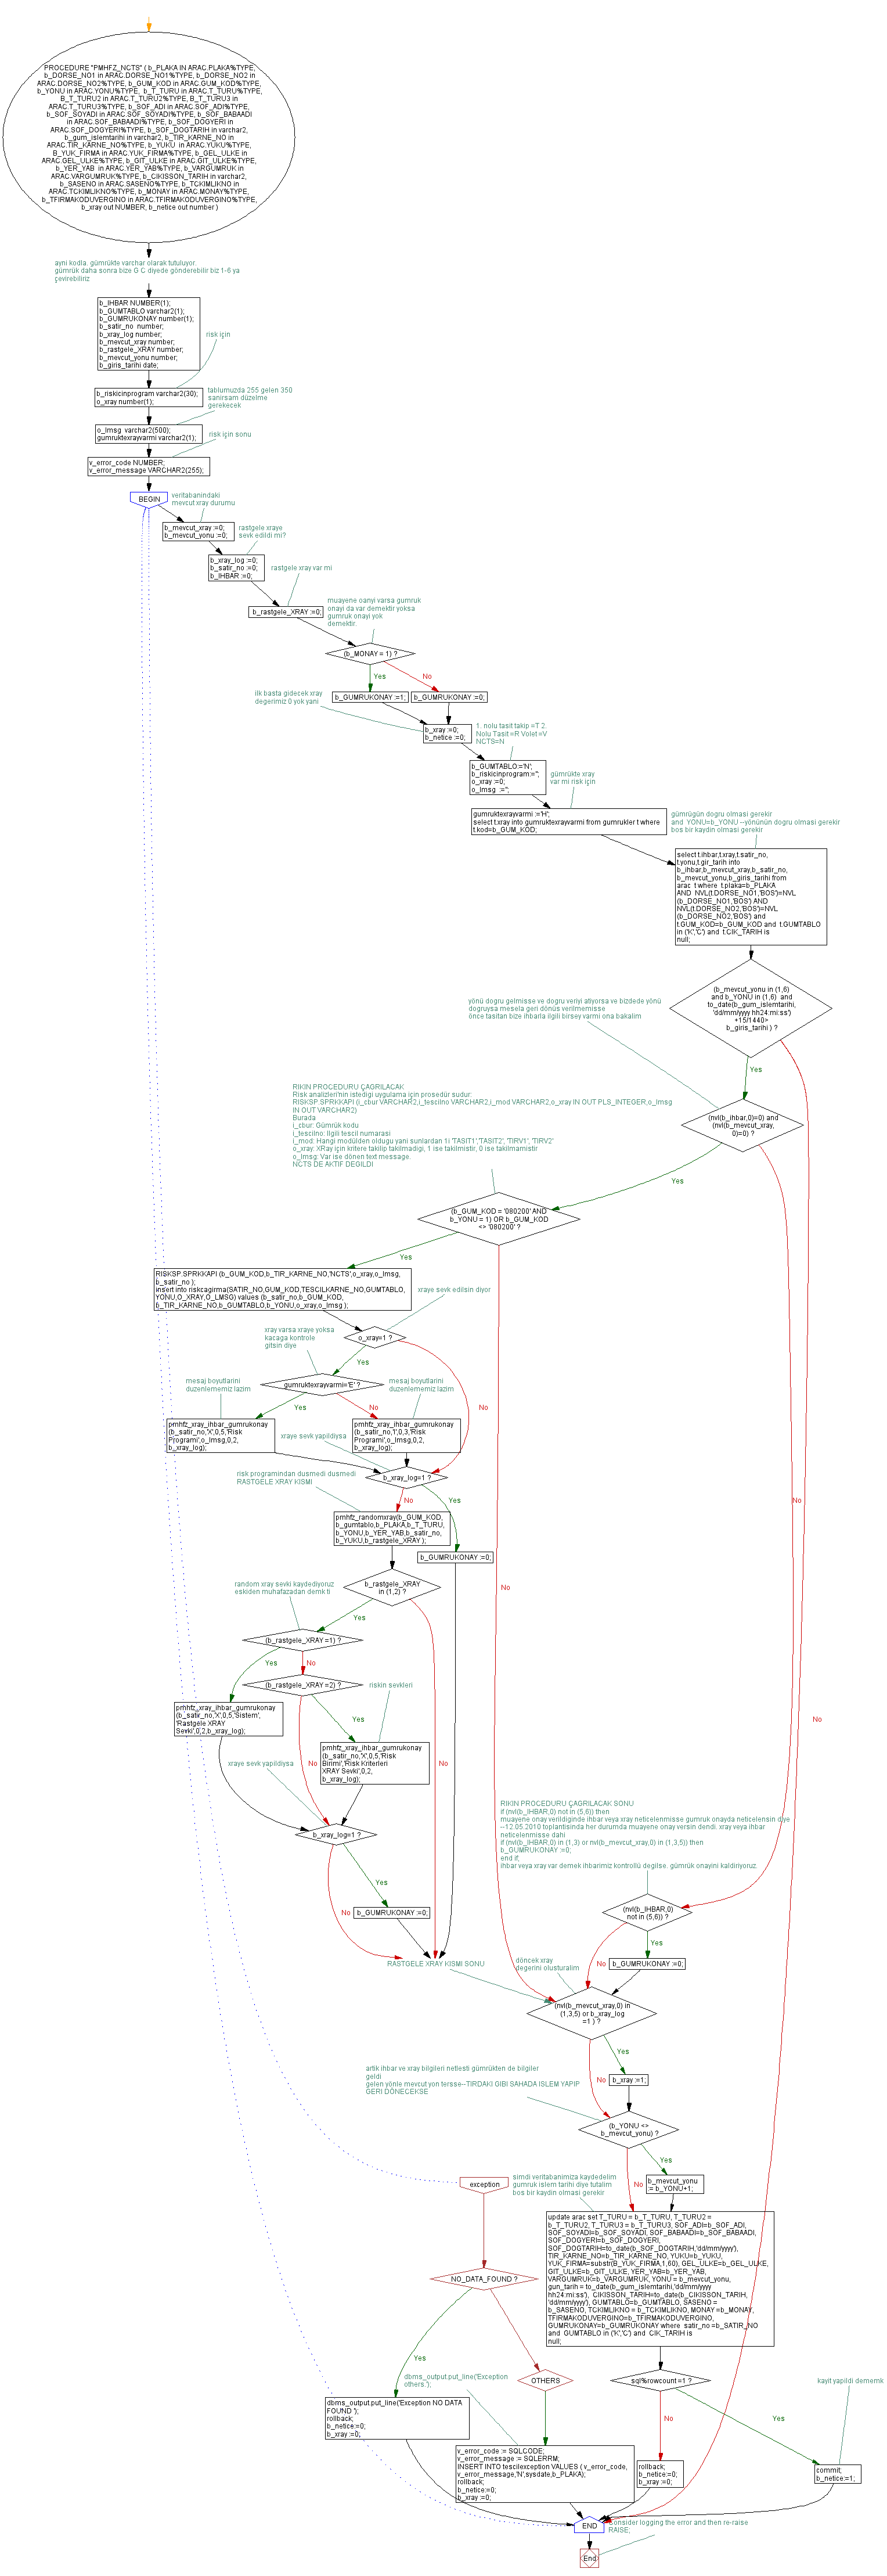 PROCEDURE "PMHFZ_NCTS" ( b_PLAKA IN ARAC.PLAKA%TYPE,
b_DORSE_NO1 in ARAC.DORSE_NO1%TYPE, b_DORSE_NO2 in
ARAC.DORSE_NO2%TYPE, b_GUM_KOD in ARAC.GUM_KOD%TYPE,
b_YONU in ARAC.YONU%TYPE, b_T_TURU in ARAC.T_TURU%TYPE,
B_T_TURU2 in ARAC.T_TURU2%TYPE, B_T_TURU3 in
ARAC.T_TURU3%TYPE, b_SOF_ADI in ARAC.SOF_ADI%TYPE,
b_SOF_SOYADI in ARAC.SOF_SOYADI%TYPE, b_SOF_BABAADI
in ARAC.SOF_BABAADI%TYPE, b_SOF_DOGYERI in
ARAC.SOF_DOGYERI%TYPE, b_SOF_DOGTARIH in varchar2,
b_gum_islemtarihi in varchar2, b_TIR_KARNE_NO in
ARAC.TIR_KARNE_NO%TYPE, b_YUKU in ARAC.YUKU%TYPE,
B_YUK_FIRMA in ARAC.YUK_FIRMA%TYPE, b_GEL_ULKE in
ARAC.GEL_ULKE%TYPE, b_GIT_ULKE in ARAC.GIT_ULKE%TYPE,
b_YER_YAB in ARAC.YER_YAB%TYPE, b_VARGUMRUK in
ARAC.VARGUMRUK%TYPE, b_CIKISSON_TARIH in varchar2,
b_SASENO in ARAC.SASENO%TYPE, b_TCKIMLIKNO in
ARAC.TCKIMLIKNO%TYPE, b_MONAY in ARAC.MONAY%TYPE,
b_TFIRMAKODUVERGINO in ARAC.TFIRMAKODUVERGINO%TYPE,
b_xray out NUMBER, b_netice out number )
ayni kodla. gümrükte varchar olarak tutuluyor.
gümrük daha sonra bize G C diyede gönderebilir biz 1-6 ya
çevirebiliriz
b_IHBAR NUMBER(1);
b_GUMTABLO varchar2(1);
b_GUMRUKONAY number(1);
b_satir_no number;
b_xray_log number;
b_mevcut_xray number;
b_rastgele_XRAY number;
b_mevcut_yonu number;
b_giris_tarihi date;
risk için
b_riskicinprogram varchar2(30);
o_xray number(1);
tablumuzda 255 gelen 350
sanirsam düzelme
gerekecek
o_lmsg varchar2(500);
gumruktexrayvarmi varchar2(1);
risk için sonu
v_error_code NUMBER;
v_error_message VARCHAR2(255);
BEGIN
veritabanindaki
mevcut xray durumu
b_mevcut_xray :=0;
b_mevcut_yonu :=0;
rastgele xraye
sevk edildi mi?
b_xray_log :=0;
b_satir_no :=0;
b_IHBAR :=0;
rastgele xray var mi
b_rastgele_XRAY :=0;
muayene oanyi varsa gumruk
onayi da var demektir yoksa
gumruk onayi yok
demektir.
(b_MONAY = 1) ?
Yes
No
b_GUMRUKONAY :=1;
b_GUMRUKONAY :=0;
ilk basta gidecek xray
degerimiz 0 yok yani
b_xray :=0;
b_netice :=0;
1. nolu tasit takip =T 2.
Nolu Tasit =R Volet =V
NCTS=N
b_GUMTABLO:='N';
b_riskicinprogram:='';
o_xray :=0;
o_lmsg :='';
gümrükte xray
var mi risk için
gumruktexrayvarmi :='H';
select t.xray into gumruktexrayvarmi from gumrukler t where
t.kod=b_GUM_KOD;
gümrügün dogru olmasi gerekir
and YONU=b_YONU --yönünün dogru olmasi gerekir
bos bir kaydin olmasi gerekir
select t.ihbar,t.xray,t.satir_no,
t.yonu,t.gir_tarih into
b_ihbar,b_mevcut_xray,b_satir_no,
b_mevcut_yonu,b_giris_tarihi from
arac t where t.plaka=b_PLAKA
AND NVL(t.DORSE_NO1,'BOS')=NVL
(b_DORSE_NO1,'BOS') AND
NVL(t.DORSE_NO2,'BOS')=NVL
(b_DORSE_NO2,'BOS') and
t.GUM_KOD=b_GUM_KOD and t.GUMTABLO
in ('K','C') and t.CIK_TARIH is
null;
(b_mevcut_yonu in (1,6)
and b_YONU in (1,6) and
to_date(b_gum_islemtarihi,
'dd/mm/yyyy hh24:mi:ss')
+15/1440>
b_giris_tarihi ) ?
yönü dogru gelmisse ve dogru veriyi atiyorsa ve bizdede yönü
dogruysa mesela geri dönüs verilmemisse
önce tasitan bize ihbarla ilgili birsey varmi ona bakalim
Yes
(nvl(b_ihbar,0)=0) and
(nvl(b_mevcut_xray,
0)=0) ?
RIKIN PROCEDURU ÇAGRILACAK
Risk analizleri'nin istedigi uygulama için prosedür sudur:
RISKSP.SPRKKAPI (i_cbur VARCHAR2,i_tescilno VARCHAR2,i_mod VARCHAR2,o_xray IN OUT PLS_INTEGER,o_lmsg
IN OUT VARCHAR2)
Burada
i_cbur: Gümrük kodu
i_tescilno: Ilgili tescil numarasi
i_mod: Hangi modülden oldugu yani sunlardan 1i ('TASIT1','TASIT2', 'TIRV1', 'TIRV2'
o_xray: XRay için kritere takilip takilmadigi, 1 ise takilmistir, 0 ise takilmamistir
o_lmsg: Var ise dönen text message.
NCTS DE AKTIF DEGILDI
Yes
(b_GUM_KOD = '080200' AND
b_YONU = 1) OR b_GUM_KOD
<> '080200' ?
Yes
RISKSP.SPRKKAPI (b_GUM_KOD,b_TIR_KARNE_NO,'NCTS',o_xray,o_lmsg,
b_satir_no );
insert into riskcagirma(SATIR_NO,GUM_KOD,TESCILKARNE_NO,GUMTABLO,
YONU,O_XRAY,O_LMSG) values (b_satir_no,b_GUM_KOD,
b_TIR_KARNE_NO,b_GUMTABLO,b_YONU,o_xray,o_lmsg );
xraye sevk edilsin diyor
o_xray=1 ?
xray varsa xraye yoksa
kacaga kontrole
gitsin diye
Yes
gumruktexrayvarmi='E' ?
mesaj boyutlarini
duzenlememiz lazim
mesaj boyutlarini
duzenlememiz lazim
Yes
No
No
pmhfz_xray_ihbar_gumrukonay
(b_satir_no,'X',0,5,'Risk
Programi',o_lmsg,0,2,
b_xray_log);
pmhfz_xray_ihbar_gumrukonay
(b_satir_no,'I',0,3,'Risk
Programi',o_lmsg,0,2,
b_xray_log);
xraye sevk yapildiysa
b_xray_log=1 ?
risk programindan dusmedi dusmedi
RASTGELE XRAY KISMI
No
Yes
No
pmhfz_randomxray(b_GUM_KOD,
b_gumtablo,b_PLAKA,b_T_TURU,
b_YONU,b_YER_YAB,b_satir_no,
b_YUKU,b_rastgele_XRAY );
b_GUMRUKONAY :=0;
b_rastgele_XRAY
in (1,2) ?
No
random xray sevki kaydediyoruz
eskiden muhafazadan demk ti
Yes
(b_rastgele_XRAY =1) ?
Yes
No
(b_rastgele_XRAY =2) ?
riskin sevkleri
pmhfz_xray_ihbar_gumrukonay
(b_satir_no,'X',0,5,'Sistem',
'Rastgele XRAY
Sevki',0,2,b_xray_log);
Yes
No
pmhfz_xray_ihbar_gumrukonay
(b_satir_no,'X',0,5,'Risk
Birimi','Risk Kriterleri
XRAY Sevki',0,2,
b_xray_log);
xraye sevk yapildiysa
No
No
b_xray_log=1 ?
RIKIN PROCEDURU ÇAGRILACAK SONU
if (nvl(b_IHBAR,0) not in (5,6)) then
muayene onay verildiginde ihbar veya xray neticelenmisse gumruk onayda neticelensin diye
--12.05.2010 toplantisinda her durumda muayene onay versin dendi. xray veya ihbar
neticelenmisse dahi
if (nvl(b_IHBAR,0) in (1,3) or nvl(b_mevcut_xray,0) in (1,3,5)) then
b_GUMRUKONAY :=0;
end if;
ihbar veya xray var demek ihbarimiz kontrollü degilse. gümrük onayini kaldiriyoruz.
Yes
No
b_GUMRUKONAY :=0;
(nvl(b_IHBAR,0)
not in (5,6)) ?
Yes
RASTGELE XRAY KISMI SONU
döncek xray
degerini olusturalim
No
b_GUMRUKONAY :=0;
(nvl(b_mevcut_xray,0) in
(1,3,5) or b_xray_log
=1 ) ?
Yes
artik ihbar ve xray bilgileri netlesti gümrükten de bilgiler
geldi
gelen yönle mevcut yon tersse--TIRDAKI GIBI SAHADA ISLEM YAPIP
GERI DÖNECEKSE
No
b_xray :=1;
(b_YONU <>
b_mevcut_yonu) ?
Yes
exception
simdi veritabanimiza kaydedelim
gumruk islem tarihi diye tutalim
bos bir kaydin olmasi gerekir
No
b_mevcut_yonu
:= b_YONU+1;
update arac set T_TURU = b_T_TURU, T_TURU2 =
b_T_TURU2, T_TURU3 = b_T_TURU3, SOF_ADI=b_SOF_ADI,
SOF_SOYADI=b_SOF_SOYADI, SOF_BABAADI=b_SOF_BABAADI,
SOF_DOGYERI=b_SOF_DOGYERI,
SOF_DOGTARIH=to_date(b_SOF_DOGTARIH,'dd/mm/yyyy'),
TIR_KARNE_NO=b_TIR_KARNE_NO, YUKU=b_YUKU,
YUK_FIRMA=substr(B_YUK_FIRMA,1,60), GEL_ULKE=b_GEL_ULKE,
GIT_ULKE=b_GIT_ULKE, YER_YAB=b_YER_YAB,
VARGUMRUK=b_VARGUMRUK, YONU = b_mevcut_yonu,
gun_tarih = to_date(b_gum_islemtarihi,'dd/mm/yyyy
hh24:mi:ss'), CIKISSON_TARIH=to_date(b_CIKISSON_TARIH,
'dd/mm/yyyy'), GUMTABLO=b_GUMTABLO, SASENO =
b_SASENO, TCKIMLIKNO = b_TCKIMLIKNO, MONAY =b_MONAY,
TFIRMAKODUVERGINO=b_TFIRMAKODUVERGINO,
GUMRUKONAY=b_GUMRUKONAY where satir_no =b_SATIR_NO
and GUMTABLO in ('K','C') and CIK_TARIH is
null;
NO_DATA_FOUND ?
Yes
dbms_output.put_line('Exception
others.');
OTHERS
sql%rowcount =1 ?
kayit yapildi dememk
dbms_output.put_line('Exception NO DATA
FOUND ');
rollback;
b_netice:=0;
b_xray :=0;
No
Yes
v_error_code := SQLCODE;
v_error_message := SQLERRM;
INSERT INTO tescilexception VALUES ( v_error_code,
v_error_message,'N',sysdate,b_PLAKA);
rollback;
b_netice:=0;
b_xray :=0;
rollback;
b_netice:=0;
b_xray :=0;
commit;
b_netice:=1;
END
Consider logging the error and then re-raise
RAISE;
End